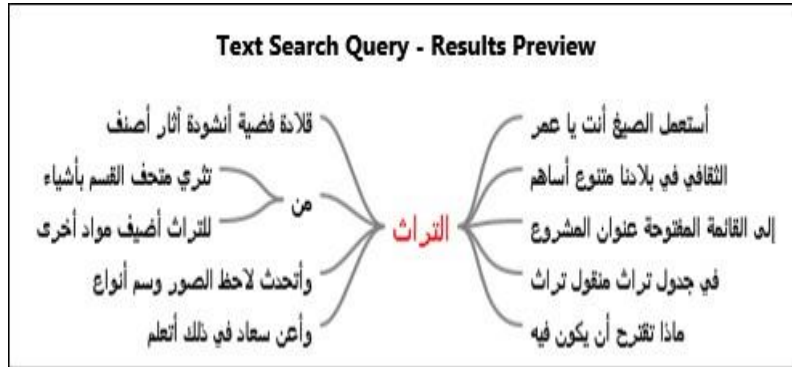 Text Search Query - Results Preview
أستعمل الصيغ أنت يا عمر
الثقافي في بلادنا متنوع أساهم
إلى القائمة المفتوحة عنوان المشروع
في جدول تراث منقول تراث
ماذا تقترح أن يكون فيه
التراث
قلادة فضية أنشودة آثار أصنف
من
تثري متحف القسم بأشياء
للتراث أضيف مواد أخرى
وأتحدث لاحظ الصور وسم أنواع
وأعن سعاد في ذلك أتعلم